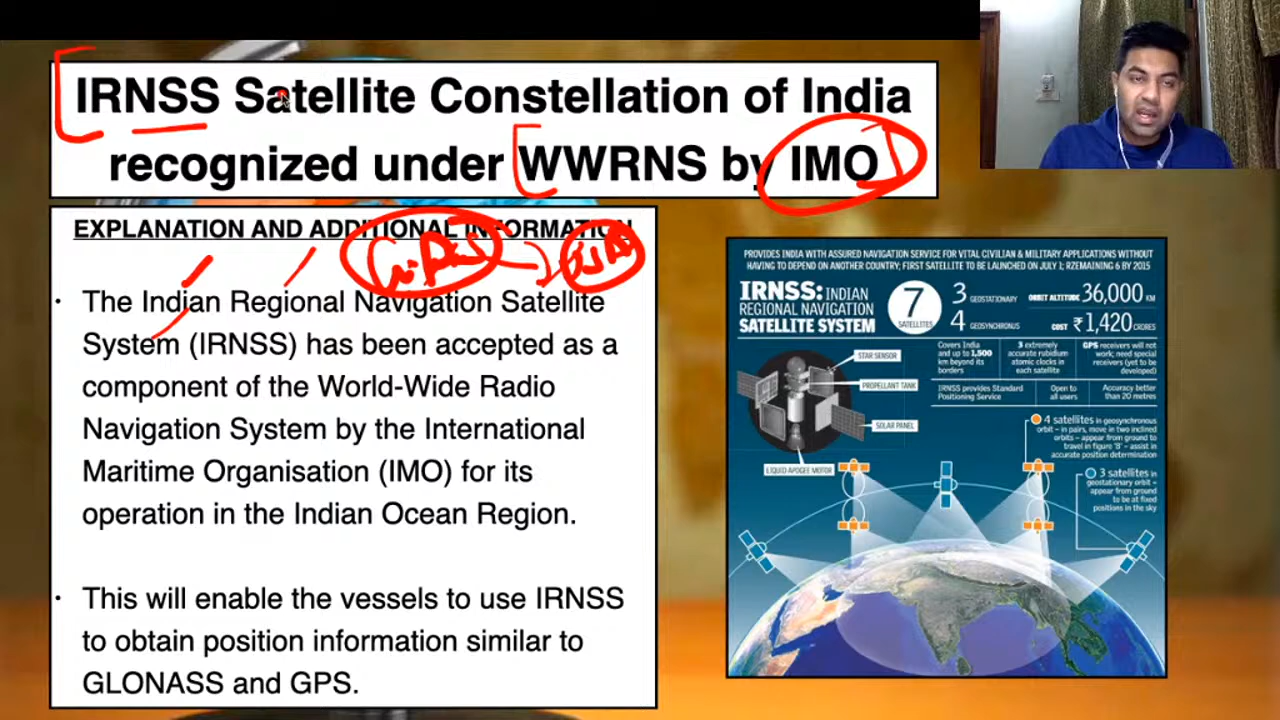 IRNSS Satellite Constellation of India
recognized under WWRNS by IMO
EXPLANATION AND ADDITIONAL INFORMATION
• The Indian Regional Navigation Satellite
System (IRNSS) has been accepted as a
component of the World-Wide Radio
Navigation System by the International
Maritime Organisation (IMO) for its
operation in the Indian Ocean Region.
• This will enable the vessels to use IRNSS
to obtain position information similar to
GLONASS and GPS.
PROVIDES INDIA WITH ASSURED NAVIGATION SERVICE FOR VITAL CIVILIAN & MILITARY APPLICATIONS WITHOUT
HAVING TO DEPEND ON ANOTHER COUNTRY; FIRST SATELLITE TO BE LAUNCHED ON JULY 1; RZEMAINING 6 BY 2015
IRNSS: INDIAN
REGIONAL NAVIGATION
SATELLITE SYSTEM
7
SATELLITES
3 GEOSTATIONARY
4 GEOSYNCHRONUS
ORBIT ALTITUDE 36,000 KM
COST ₹1,420 CRORES
Covers India
and up to 1,500
km beyond its
borders
3 extremely
accurate rubidium
atomic clocks in
each satellite
GPS receivers will not
work; need special
receivers (yet to be
developed)
IRNSS provides Standard
Positioning Service
Open to
all users
Accuracy better
than 20 metres
STAR SENSOR
PROPELLANT TANK
SOLAR PANEL
LIQUID APOGEE MOTOR
4 satellites in
geosynchronous
orbit – in pairs, move in two inclined
orbits – appear from ground to
travel in figure '8' – assist in
accurate position determination
3 satellites in
geostationary orbit –
appear from ground
to be at fixed
positions in the sky